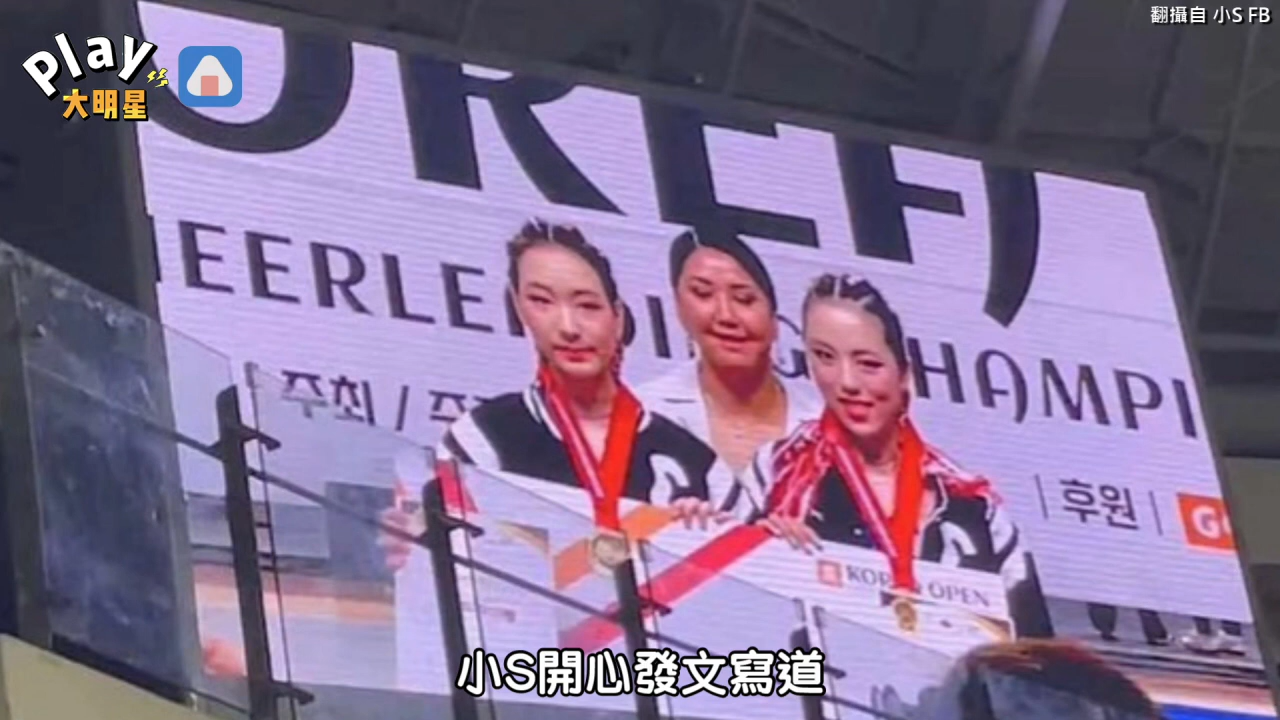 翻攝自 小S FB
Play
大明星
EERLE
HAMPI
주최 /
후원
KOREA OPEN
小S開心發文寫道